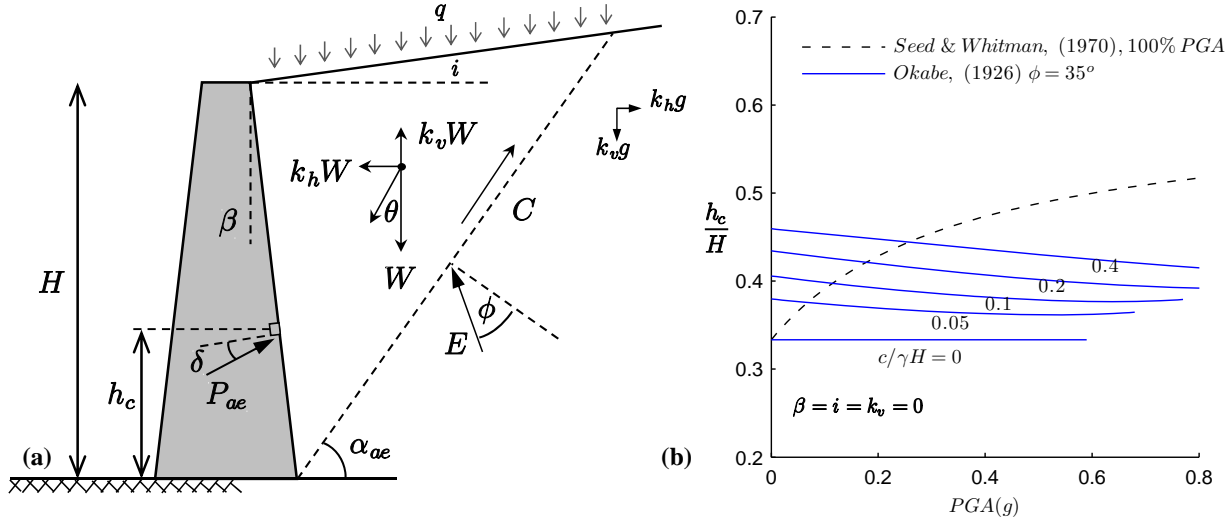 q
i
k_h g
k_v g
k_v W
k_h W
θ
β
C
W
H
ϕ
E
δ
P_ae
h_c
α_ae
(a)
Seed & Whitman, (1970), 100% PGA
Okabe, (1926) ϕ = 35°
0.7
0.6
0.5
h_c/H
0.4
0.3
0.2
0.4
0.2
0.1
0.05
c/γH = 0
β = i = k_v = 0
(b)
0 0.2 0.4 0.6 0.8
PGA(g)